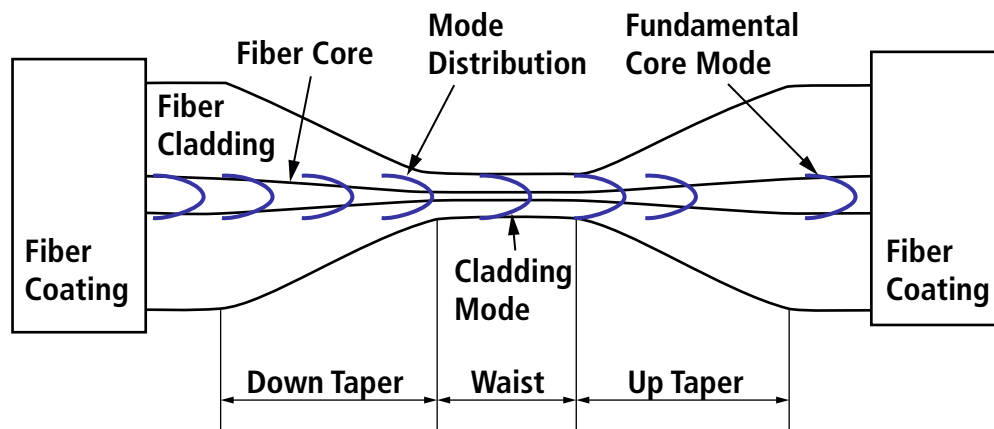 Mode
Distribution
Fundamental
Core Mode
Fiber Core
Fiber
Cladding
Fiber
Coating
Cladding
Mode
Fiber
Coating
Down Taper
Waist
Up Taper